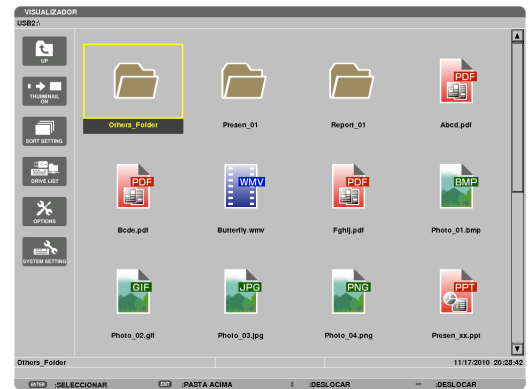 VISUALIZADOR
USB2:\
UP
THUMBNAIL
ON
SORT SETTING
DRIVE LIST
OPTIONS
SYSTEM SETTING
Others_Folder
Presen_01
Report_01
PDF
Abcd.pdf
PDF
Bcde.pdf
WMV
Butterfly.wmv
PDF
Fghij.pdf
BMP
Photo_01.bmp
GIF
Photo_02.gif
JPG
Photo_03.jpg
PNG
Photo_04.png
PPT
Presen_xx.ppt
Others_Folder
11/17/2010 20:28:42
ENTER :SELECCIONAR
EXIT :PASTA ACIMA
:DESLOCAR
:DESLOCAR